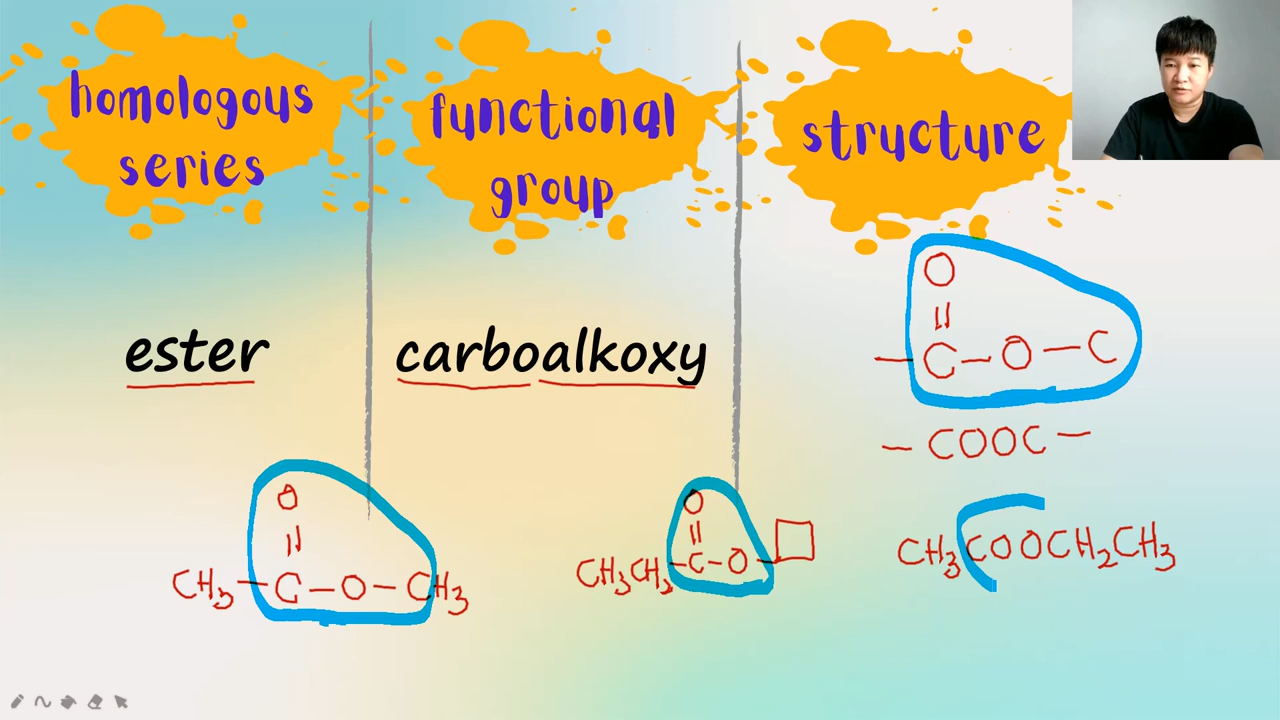 homologous
series
functional
group
structure
ester
carboalkoxy
O
||
— C — O — C
— COOC —
O
||
CH3 — C — O — CH3
O
||
CH3CH2 — C — O — □
CH3COOCH2CH3